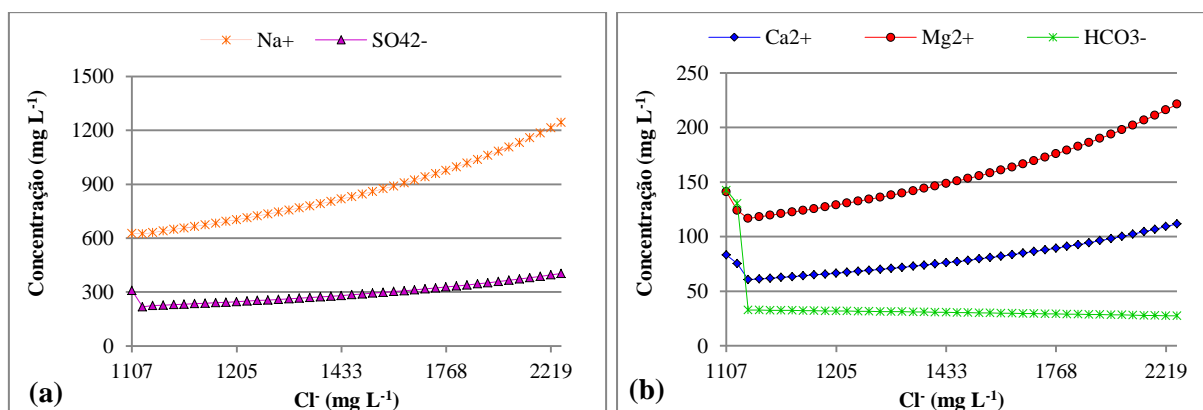 Na+ SO42-
Concentração (mg L-1)
1500
1200
900
600
300
0
1107 1205 1433 1768 2219
(a)
Cl- (mg L-1)
Ca2+ Mg2+ HCO3-
Concentração (mg L-1)
250
200
150
100
50
0
1107 1205 1433 1768 2219
(b)
Cl- (mg L-1)